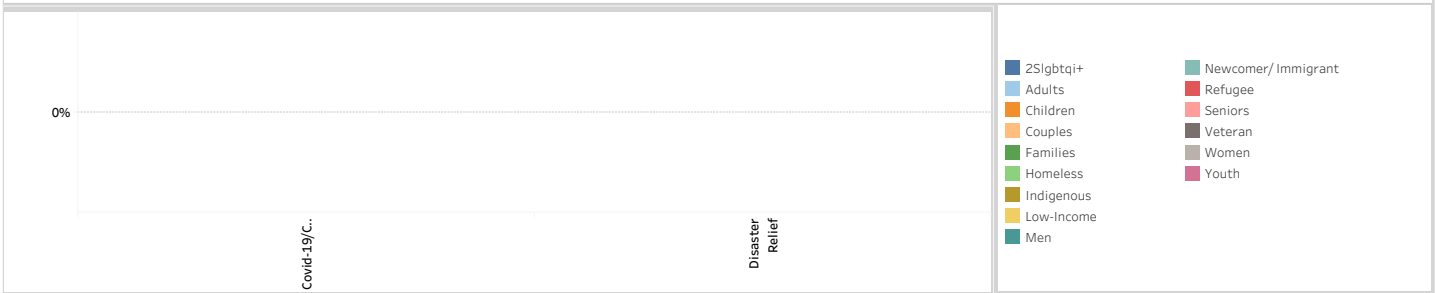 0%
Covid-19/C..
Disaster
Relief
2Slgbtqi+
Adults
Children
Couples
Families
Homeless
Indigenous
Low-Income
Men
Newcomer/ Immigrant
Refugee
Seniors
Veteran
Women
Youth